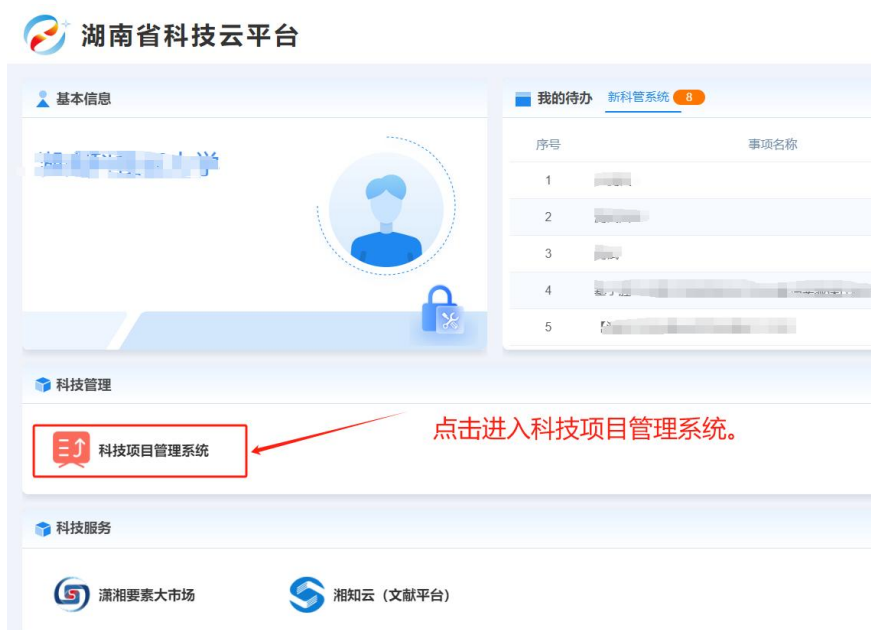 湖南省科技云平台
基本信息
我的待办 新科管系统 8
序号 事项名称
1
2
3
4
5
科技管理
科技项目管理系统
点击进入科技项目管理系统。
科技服务
潇湘要素大市场 湘知云（文献平台）